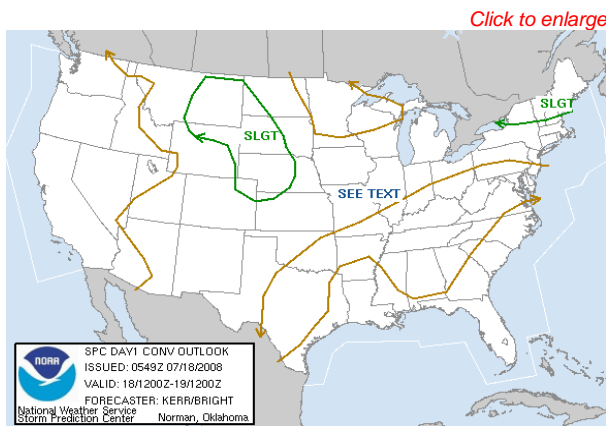 Click to enlarge
SLGT
SLGT
SEE TEXT
NOAA
SPC DAY1 CONV OUTLOOK
ISSUED: 0549Z 07/18/2008
VALID: 18/1200Z-19/1200Z
FORECASTER: KERR/BRIGHT
National Weather Service
Storm Prediction Center Norman, Oklahoma